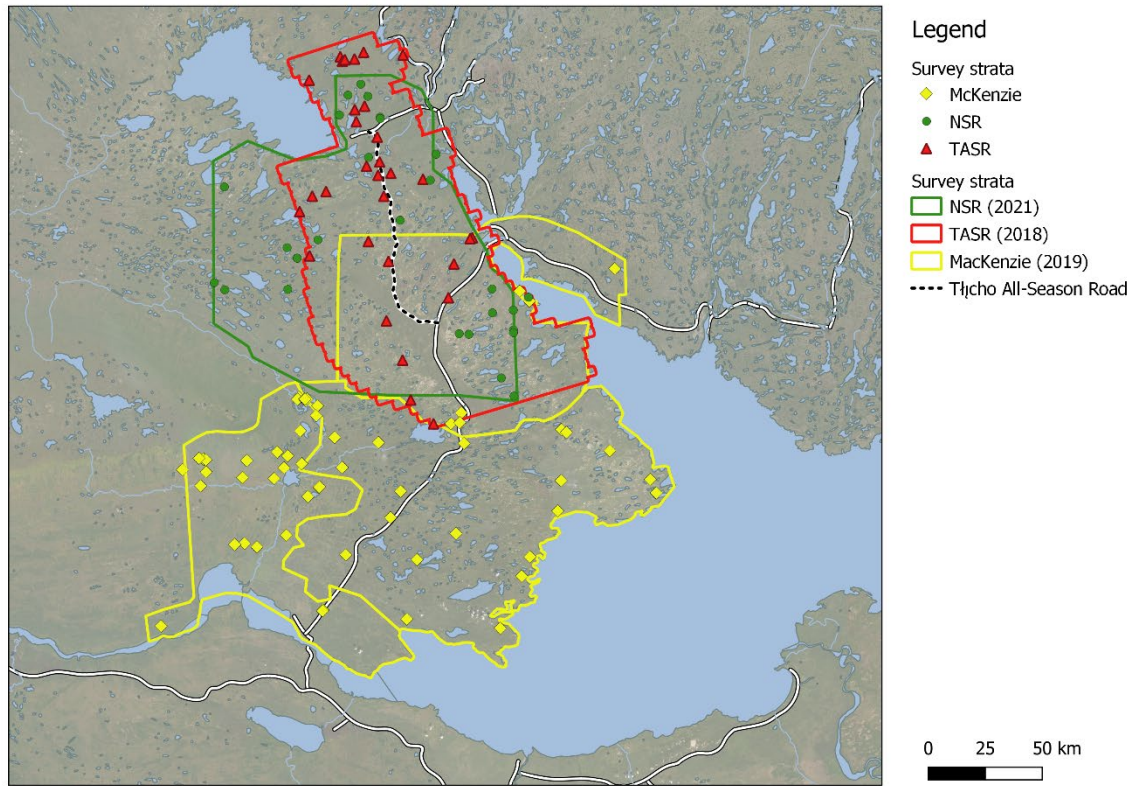 Legend
Survey strata
McKenzie
NSR
TASR
Survey strata
NSR (2021)
TASR (2018)
MacKenzie (2019)
Tłı̨cho All-Season Road
0 25 50 km